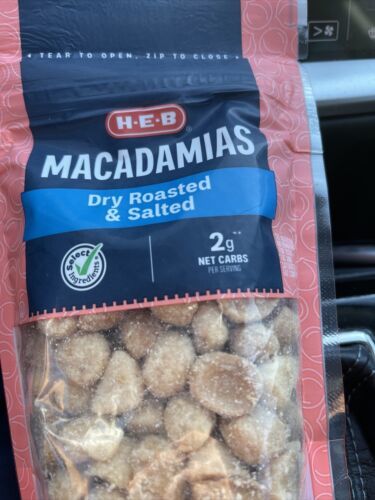 TEAR TO OPEN, ZIP TO CLOSE
H-E-B
MACADAMIAS
Dry Roasted
& Salted
Select
Ingredients
2g**
NET CARBS
PER SERVING